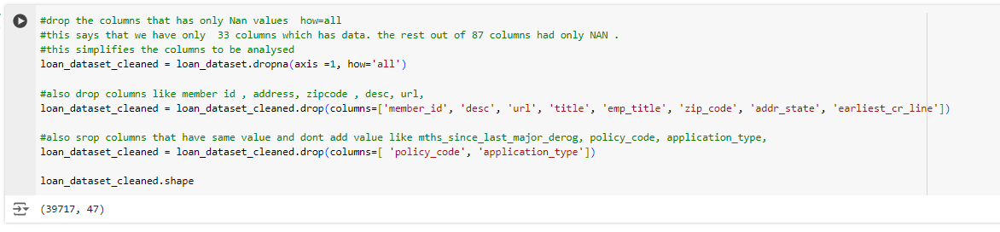 #drop the columns that has only Nan values  how=all
#this says that we have only  33 columns which has data. the rest out of 87 columns had only NAN .
#this simplifies the columns to be analysed
loan_dataset_cleaned = loan_dataset.dropna(axis =1, how='all')
#also drop columns like member id , address, zipcode , desc, url,
loan_dataset_cleaned = loan_dataset_cleaned.drop(columns=['member_id', 'desc', 'url', 'title', 'emp_title', 'zip_code', 'addr_state', 'earliest_cr_line'])
#also srop columns that have same value and dont add value like mths_since_last_major_derog, policy_code, application_type,
loan_dataset_cleaned = loan_dataset_cleaned.drop(columns=[ 'policy_code', 'application_type'])
loan_dataset_cleaned.shape
(39717, 47)